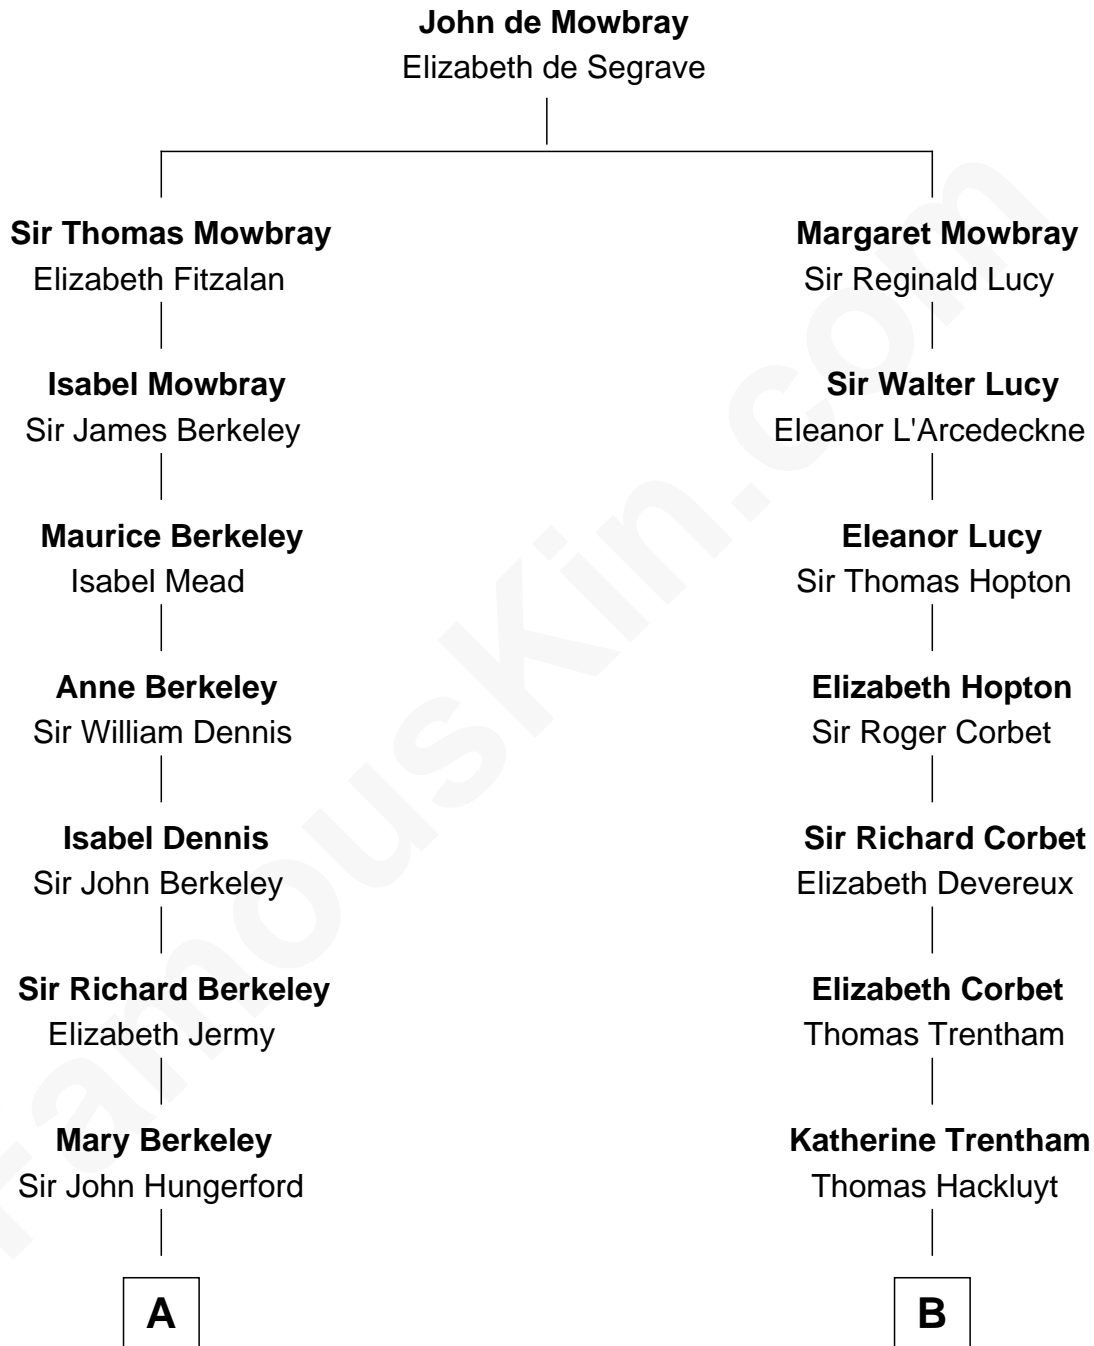 John de Mowbray
Elizabeth de Segrave
Sir Thomas Mowbray
Elizabeth Fitzalan
Margaret Mowbray
Sir Reginald Lucy
Isabel Mowbray
Sir James Berkeley
Sir Walter Lucy
Eleanor L'Arcedeckne
Maurice Berkeley
Isabel Mead
Eleanor Lucy
Sir Thomas Hopton
Anne Berkeley
Sir William Dennis
Elizabeth Hopton
Sir Roger Corbet
Isabel Dennis
Sir John Berkeley
Sir Richard Corbet
Elizabeth Devereux
Sir Richard Berkeley
Elizabeth Jermy
Elizabeth Corbet
Thomas Trentham
Mary Berkeley
Sir John Hungerford
Katherine Trentham
Thomas Hackluyt
A
B
FamousKin.com